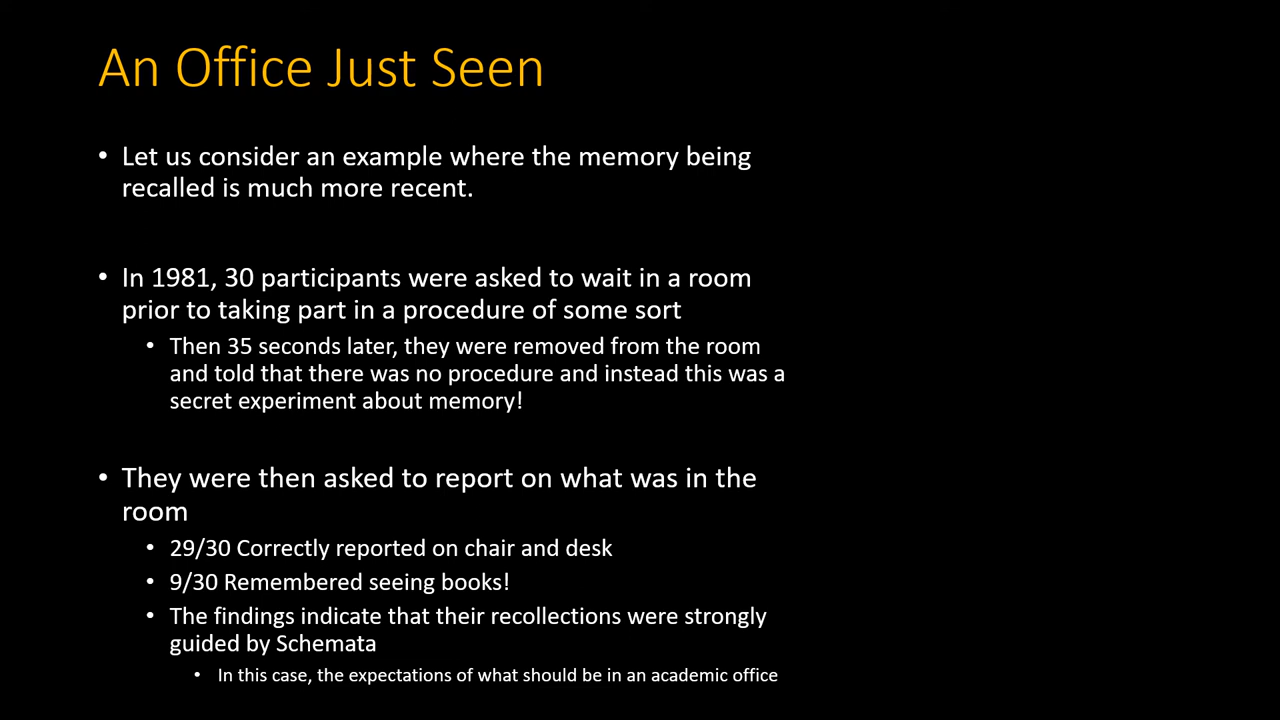 An Office Just Seen
• Let us consider an example where the memory being
recalled is much more recent.
• In 1981, 30 participants were asked to wait in a room
prior to taking part in a procedure of some sort
• Then 35 seconds later, they were removed from the room
and told that there was no procedure and instead this was a
secret experiment about memory!
• They were then asked to report on what was in the
room
• 29/30 Correctly reported on chair and desk
• 9/30 Remembered seeing books!
• The findings indicate that their recollections were strongly
guided by Schemata
• In this case, the expectations of what should be in an academic office